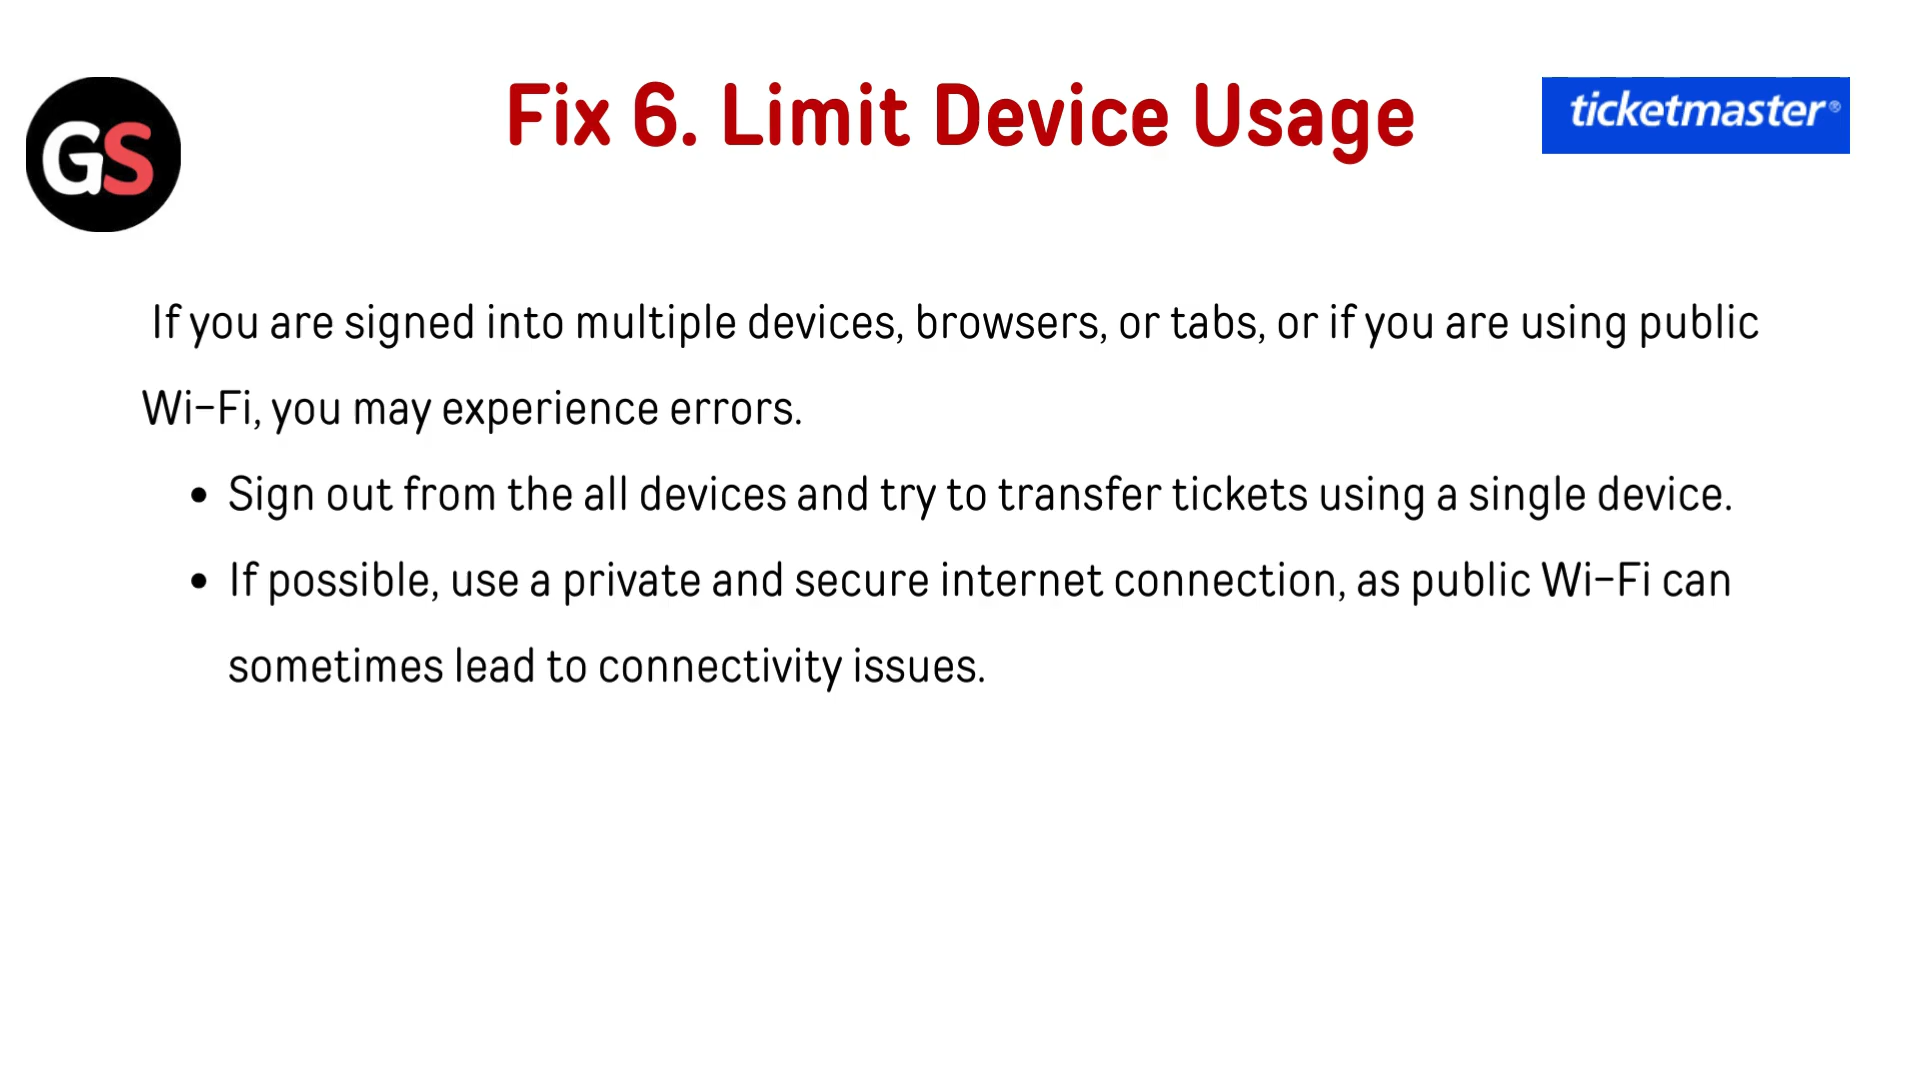 GS
Fix 6. Limit Device Usage
ticketmaster®
If you are signed into multiple devices, browsers, or tabs, or if you are using public
Wi-Fi, you may experience errors.
• Sign out from the all devices and try to transfer tickets using a single device.
• If possible, use a private and secure internet connection, as public Wi-Fi can
sometimes lead to connectivity issues.